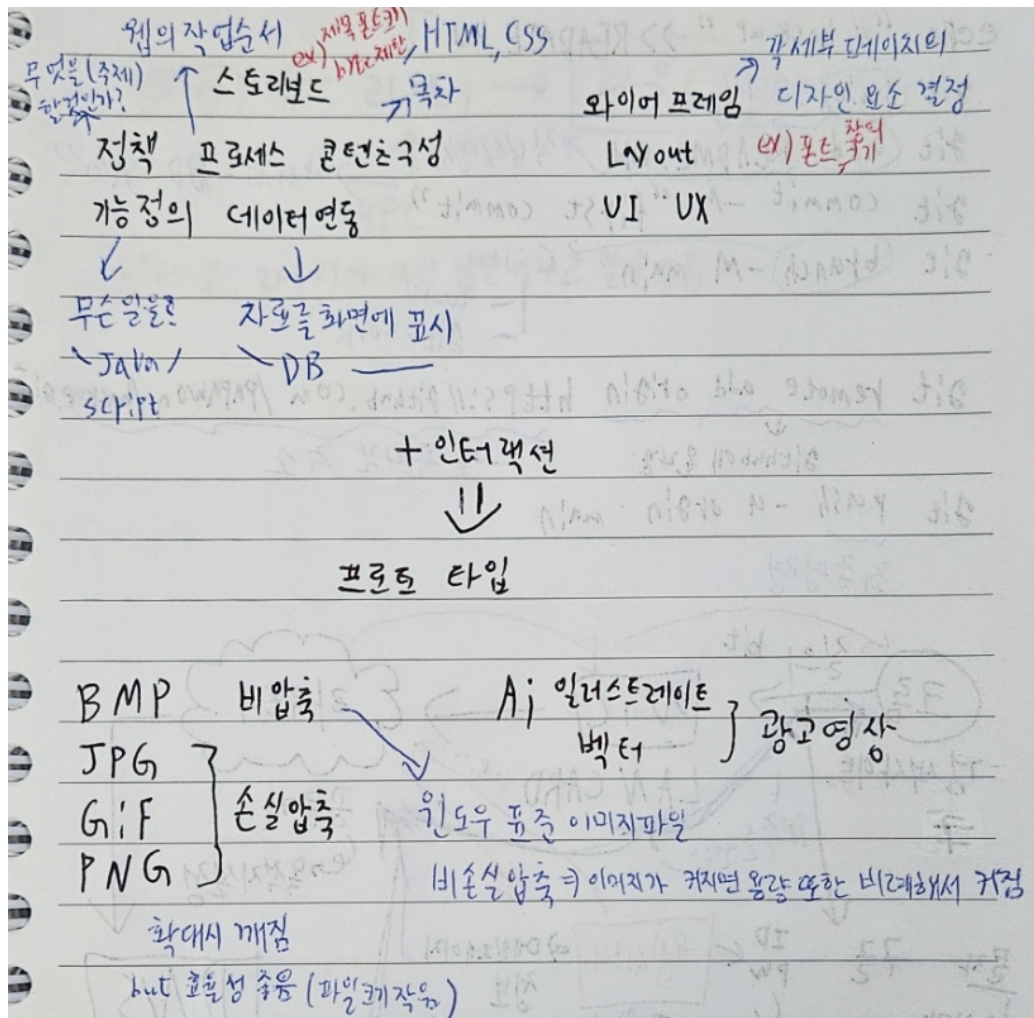 웹의 작업순서 ex) 제목폰트크기, HTML, CSS
byte제한
무엇을(주제) 스토리보드 각 세부 페이지의
할것인가? 목차 와이어 프레임 디자인 요소 결정
정책 프로세스 콘텐츠구성 Layout ex) 폰트, 창의 크기
기능정의 데이터연동 UI UX
무슨일을? 자료를 화면에 표시
Java DB
script
+ 인터랙션
프로토 타입
BMP 비압축 Ai 일러스트레이트
벡터 광고영상
JPG
GiF 손실압축 윈도우 표준 이미지파일
PNG 비손실압축 ⇒ 이미지가 커지면 용량 또한 비례해서 커짐
확대시 깨짐
but 효율성 좋음 (파일크기작음)